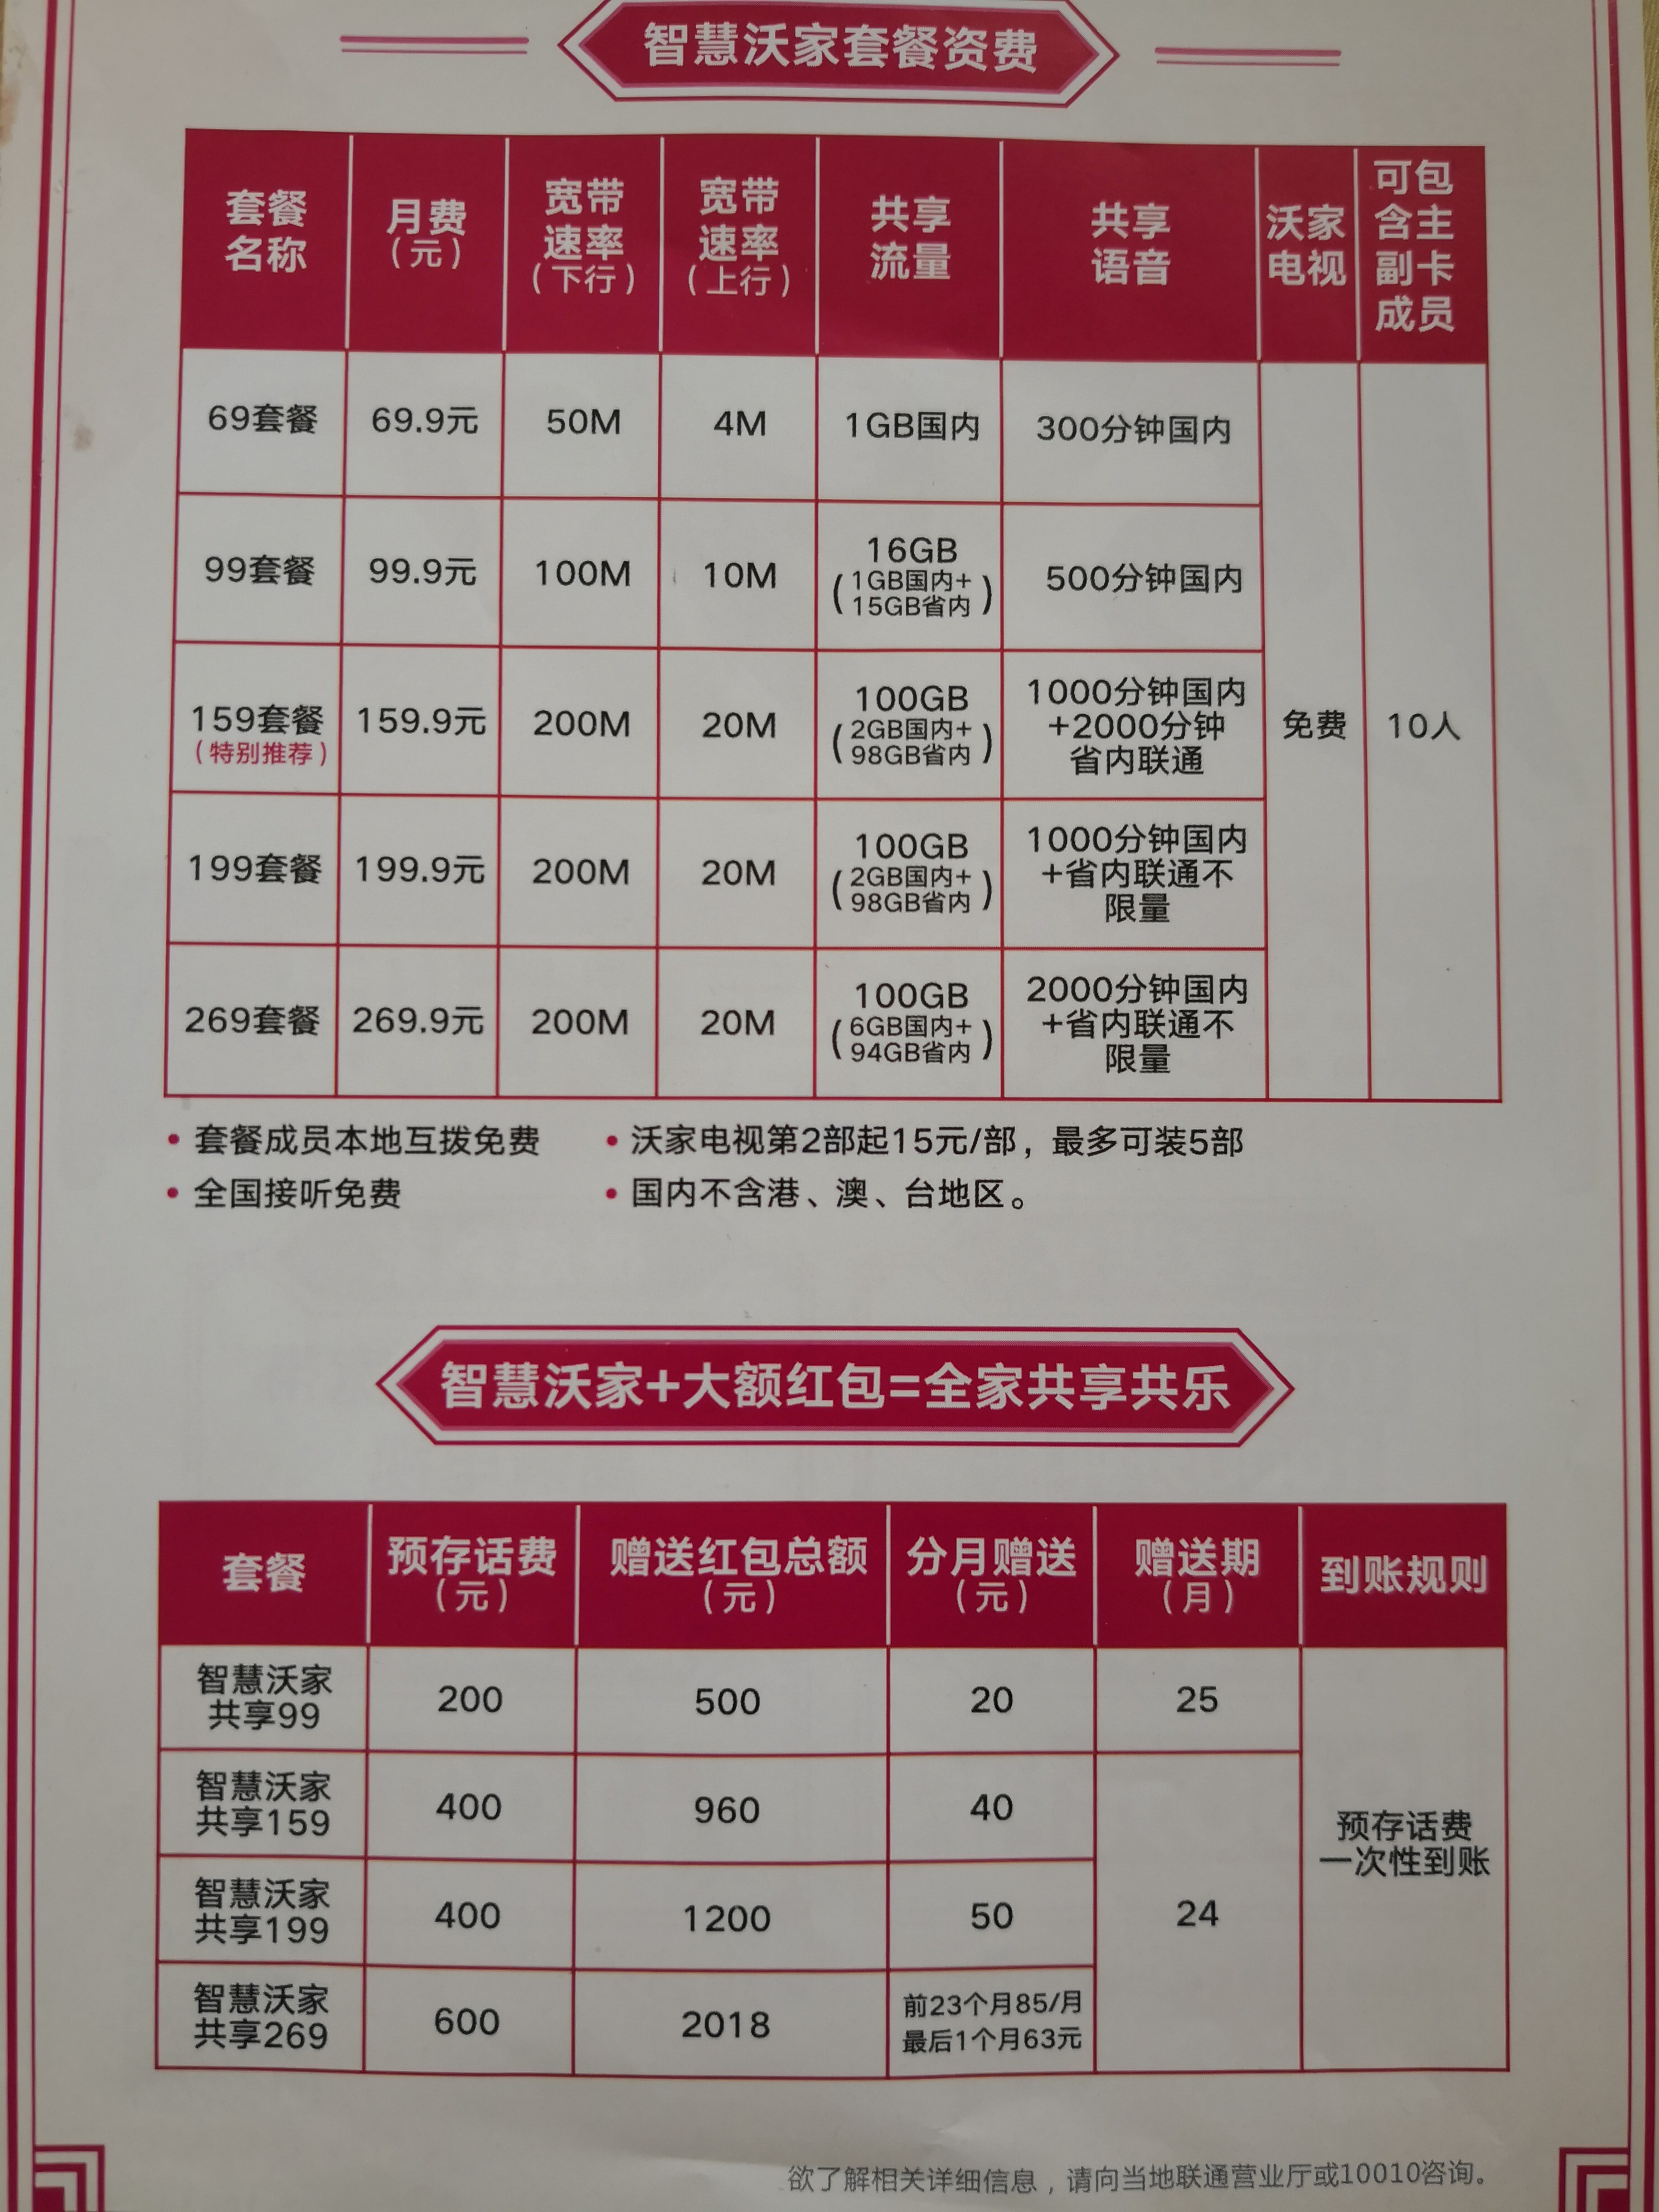 智慧沃家套餐资费
套餐
名称
月费
(元)
宽带
速率
(下行)
宽带
速率
(上行)
共享
流量
共享
语音
沃家
电视
可包
含主
副卡
成员
69套餐
69.9元
50M
4M
1GB国内
300分钟国内
99套餐
99.9元
100M
10M
16GB
(1GB国内+
15GB省内)
500分钟国内
159套餐
(特别推荐)
159.9元
200M
20M
100GB
(2GB国内+
98GB省内)
1000分钟国内
+2000分钟
省内联通
免费
10人
199套餐
199.9元
200M
20M
100GB
(2GB国内+
98GB省内)
1000分钟国内
+省内联通不
限量
269套餐
269.9元
200M
20M
100GB
(6GB国内+
94GB省内)
2000分钟国内
+省内联通不
限量
• 套餐成员本地互拨免费
• 沃家电视第2部起15元/部，最多可装5部
• 全国接听免费
• 国内不含港、澳、台地区。
智慧沃家+大额红包=全家共享共乐
套餐
预存话费
(元)
赠送红包总额
(元)
分月赠送
(元)
赠送期
(月)
到账规则
智慧沃家
共享99
200
500
20
25
智慧沃家
共享159
400
960
40
智慧沃家
共享199
400
1200
50
24
预存话费
一次性到账
智慧沃家
共享269
600
2018
前23个月85/月
最后1个月63元
欲了解相关详细信息，请向当地联通营业厅或10010咨询。